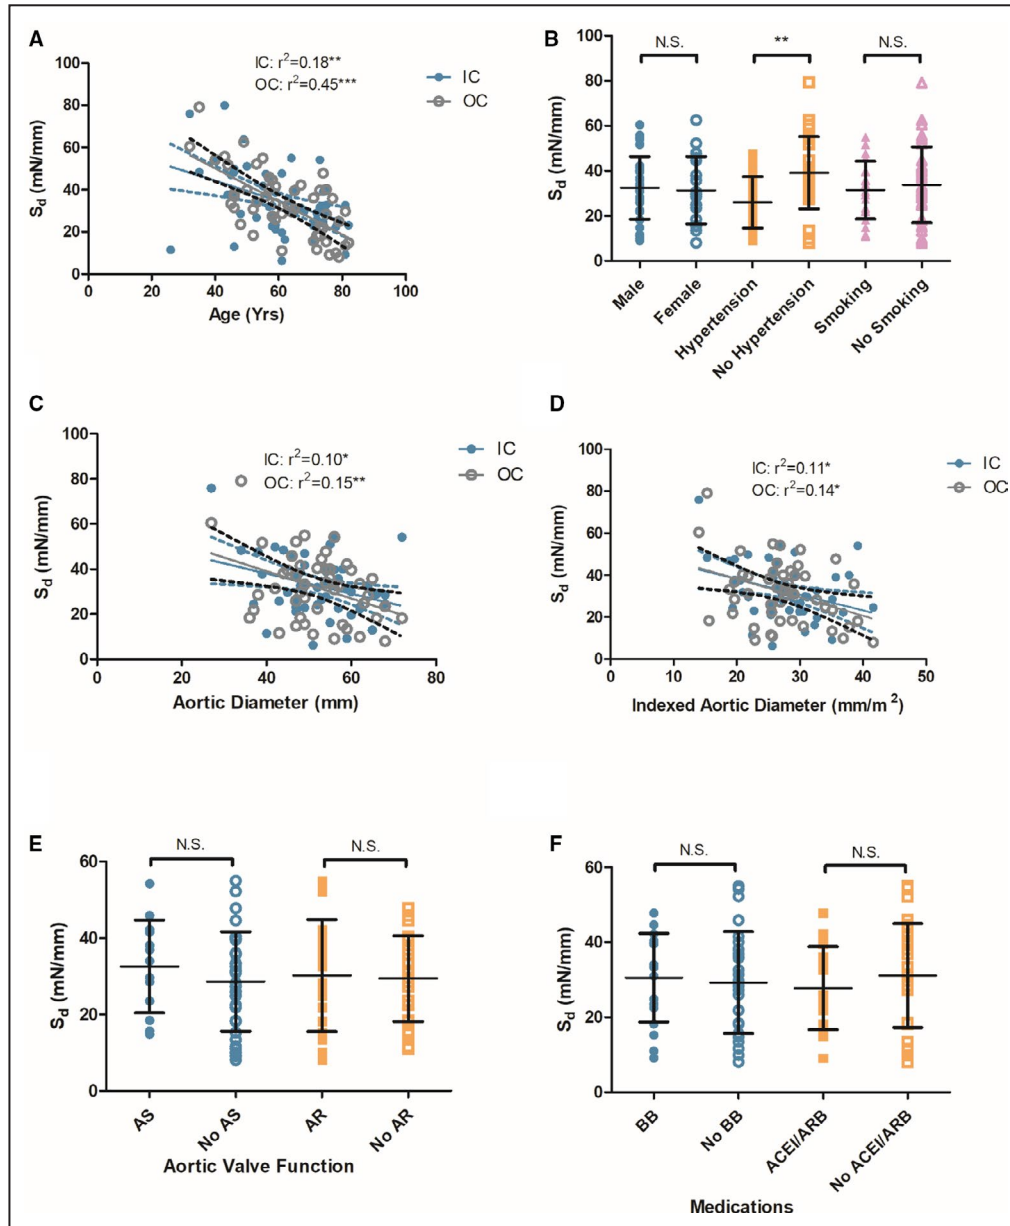 A
IC: r²=0.18**
OC: r²=0.45***
IC
OC
S_d (mN/mm)
100
80
60
40
20
0
0 20 40 60 80 100
Age (Yrs)
B
N.S. ** N.S.
S_d (mN/mm)
100
80
60
40
20
0
Male Female Hypertension No Hypertension Smoking No Smoking
C
IC: r²=0.10*
OC: r²=0.15**
IC
OC
S_d (mN/mm)
100
80
60
40
20
0
0 20 40 60 80
Aortic Diameter (mm)
D
IC: r²=0.11*
OC: r²=0.14*
IC
OC
S_d (mN/mm)
100
80
60
40
20
0
0 10 20 30 40 50
Indexed Aortic Diameter (mm/m²)
E
N.S. N.S.
S_d (mN/mm)
60
40
20
0
AS No AS AR No AR
Aortic Valve Function
F
N.S. N.S.
S_d (mN/mm)
60
40
20
0
BB No BB ACEI/ARB No ACEI/ARB
Medications